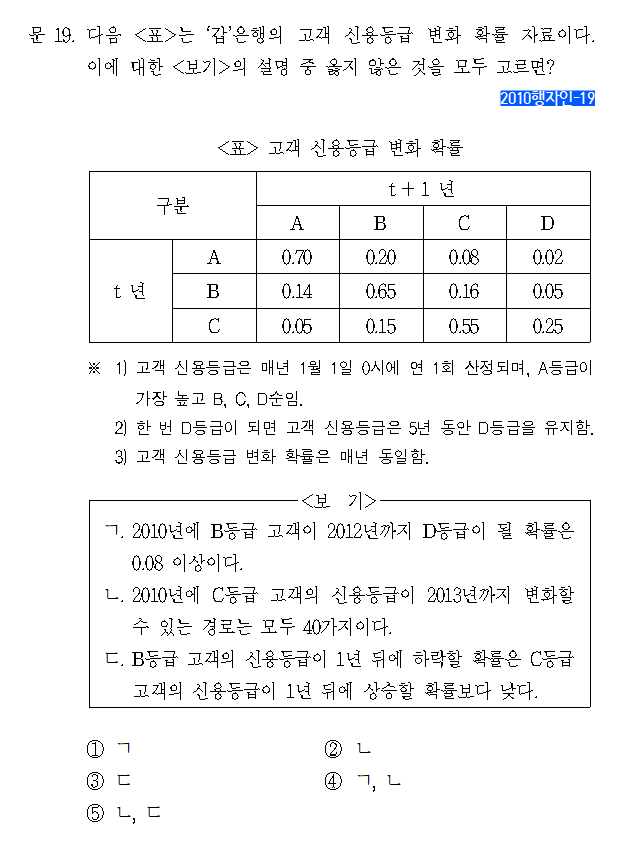 문 19. 다음 <표>는 ‘갑’은행의 고객 신용등급 변화 확률 자료이다.
이에 대한 <보기>의 설명 중 옳지 않은 것을 모두 고르면?
2010행자인-19
<표> 고객 신용등급 변화 확률
구분 t+1 년
A B C D
t 년 A 0.70 0.20 0.08 0.02
B 0.14 0.65 0.16 0.05
C 0.05 0.15 0.55 0.25
※ 1) 고객 신용등급은 매년 1월 1일 0시에 연 1회 산정되며, A등급이
가장 높고 B, C, D순임.
2) 한 번 D등급이 되면 고객 신용등급은 5년 동안 D등급을 유지함.
3) 고객 신용등급 변화 확률은 매년 동일함.
<보 기>
ㄱ. 2010년에 B등급 고객이 2012년까지 D등급이 될 확률은
0.08 이상이다.
ㄴ. 2010년에 C등급 고객의 신용등급이 2013년까지 변화할
수 있는 경로는 모두 40가지이다.
ㄷ. B등급 고객의 신용등급이 1년 뒤에 하락할 확률은 C등급
고객의 신용등급이 1년 뒤에 상승할 확률보다 낮다.
① ㄱ ② ㄴ
③ ㄷ ④ ㄱ, ㄴ
⑤ ㄴ, ㄷ